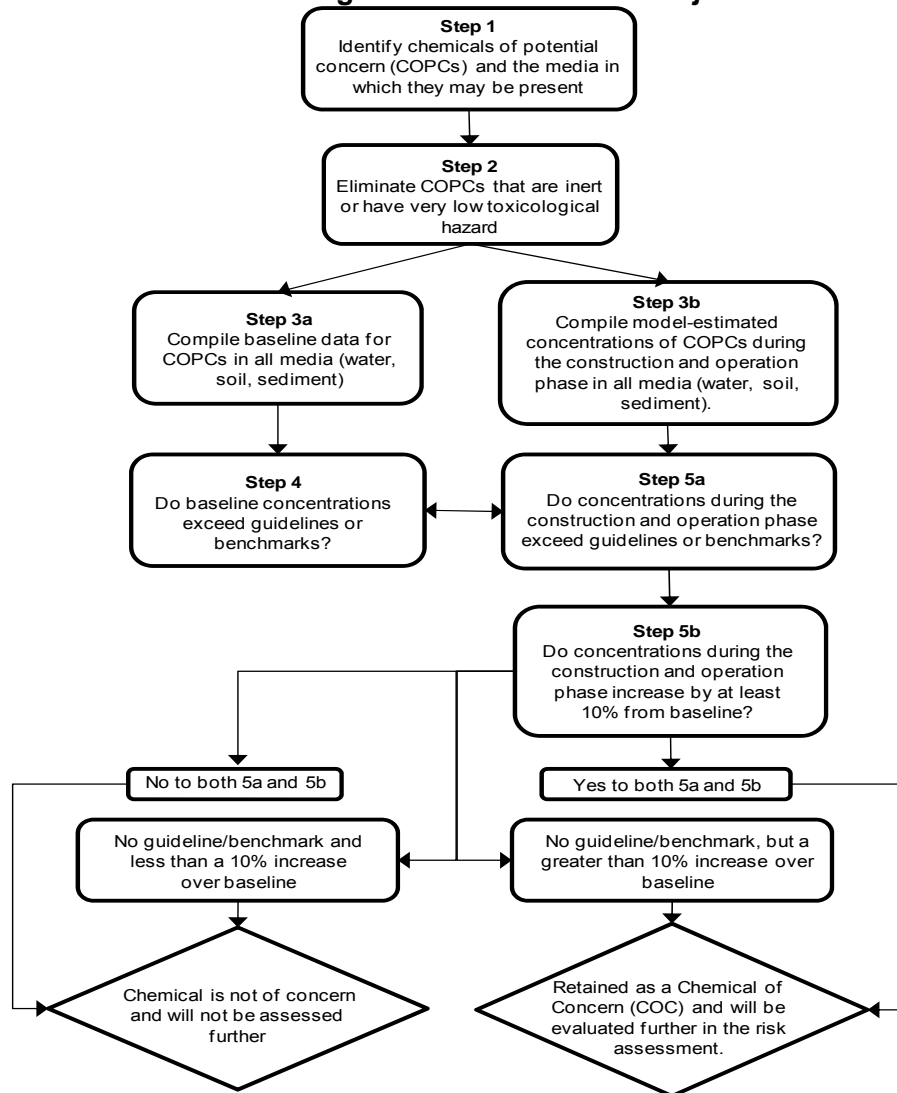 Step 1
Identify chemicals of potential
concern (COPCs) and the media in
which they may be present
Step 2
Eliminate COPCs that are inert
or have very low toxicological
hazard
Step 3a
Compile baseline data for
COPCs in all media (water,
soil, sediment)
Step 3b
Compile model-estimated
concentrations of COPCs during
the construction and operation
phase in all media (water, soil,
sediment).
Step 4
Do baseline concentrations
exceed guidelines or
benchmarks?
Step 5a
Do concentrations during the
construction and operation phase
exceed guidelines or benchmarks?
Step 5b
Do concentrations during the
construction and operation
phase increase by at least
10% from baseline?
No to both 5a and 5b
Yes to both 5a and 5b
No guideline/benchmark and
less than a 10% increase
over baseline
No guideline/benchmark, but a
greater than 10% increase over
baseline
Chemical is not of concern
and will not be assessed
further
Retained as a Chemical of
Concern (COC) and will be
evaluated further in the risk
assessment.